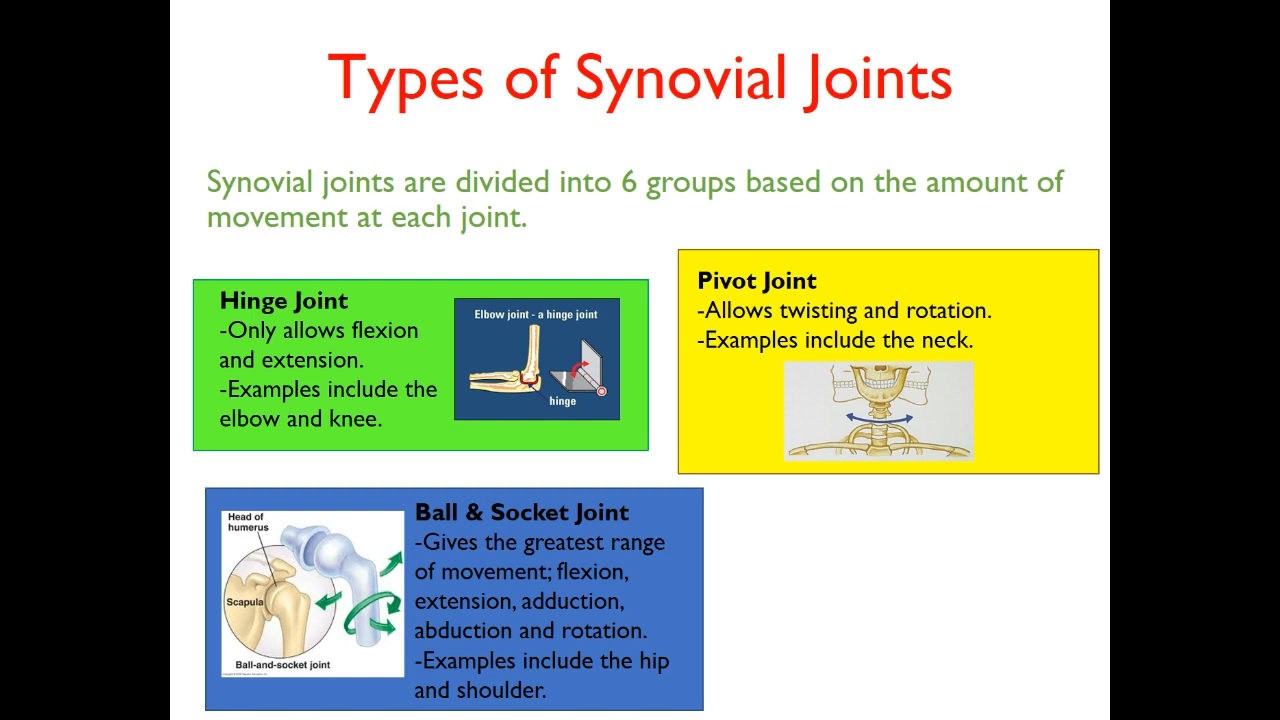 Types of Synovial Joints
Synovial joints are divided into 6 groups based on the amount of
movement at each joint.
Hinge Joint
-Only allows flexion
and extension.
-Examples include the
elbow and knee.
Elbow joint - a hinge joint
hinge
Pivot Joint
-Allows twisting and rotation.
-Examples include the neck.
Head of
humerus
Scapula
Ball-and-socket joint
Ball & Socket Joint
-Gives the greatest range
of movement; flexion,
extension, adduction,
abduction and rotation.
-Examples include the hip
and shoulder.